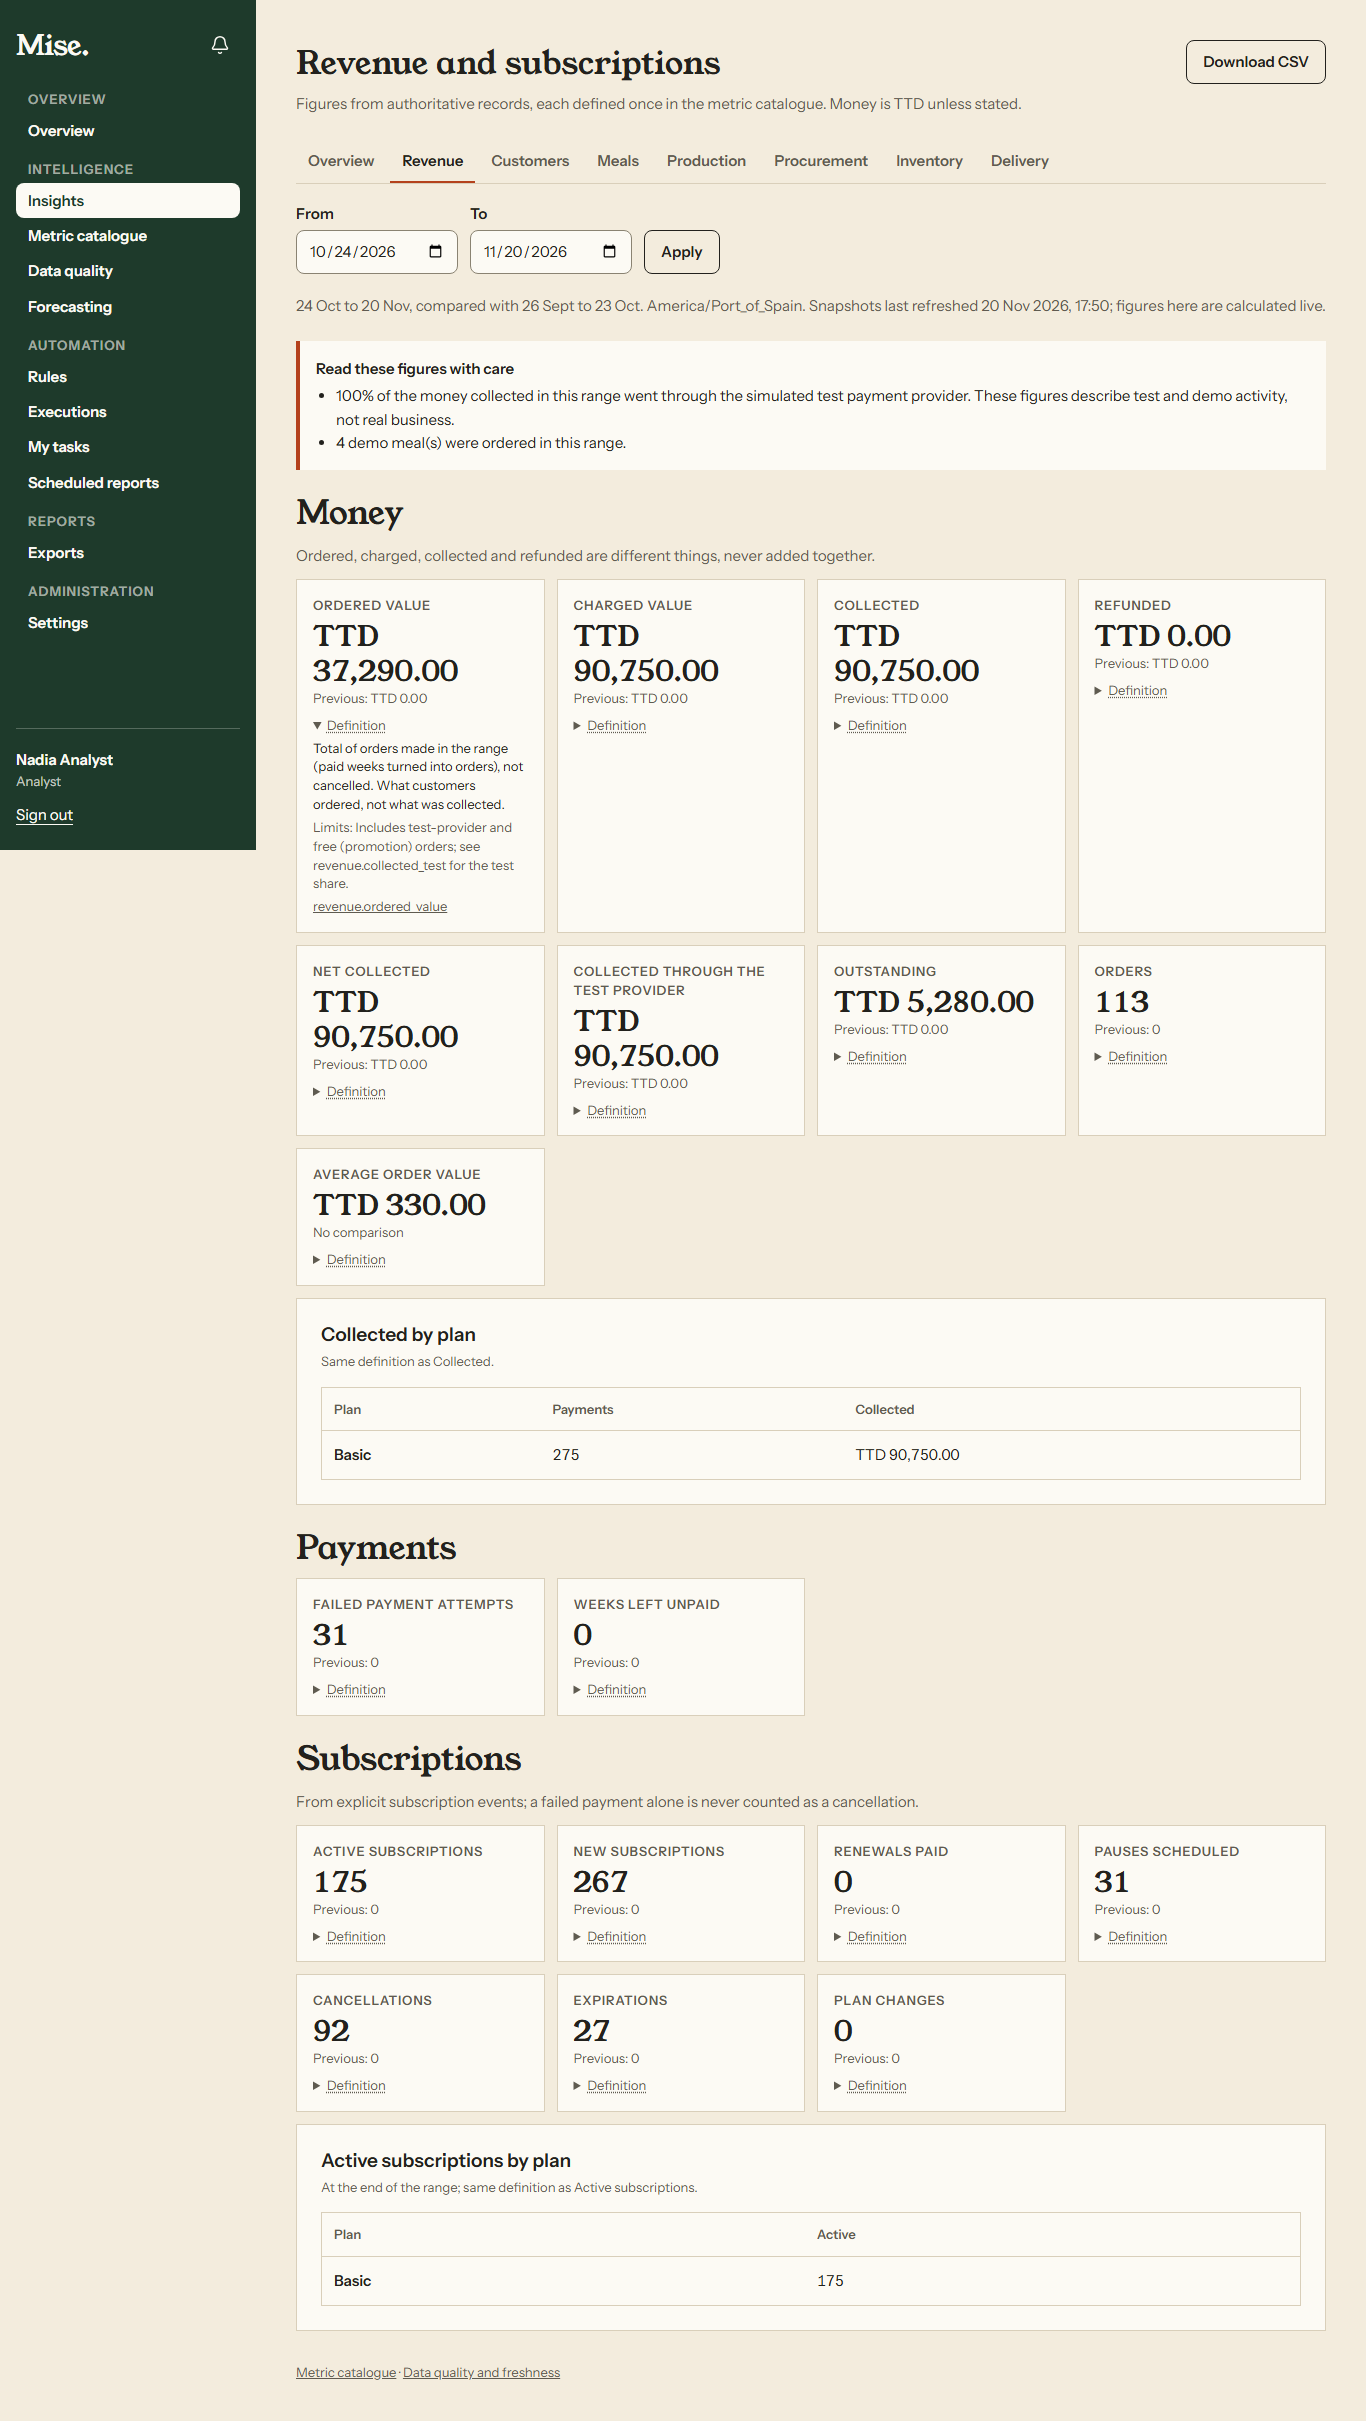 Mise.
OVERVIEW
Overview
INTELLIGENCE
Insights
Metric catalogue
Data quality
Forecasting
AUTOMATION
Rules
Executions
My tasks
Scheduled reports
REPORTS
Exports
ADMINISTRATION
Settings
Nadia Analyst
Analyst
Sign out
Revenue and subscriptions
Download CSV
Figures from authoritative records, each defined once in the metric catalogue. Money is TTD unless stated.
Overview Revenue Customers Meals Production Procurement Inventory Delivery
From To
10/24/2026 11/20/2026 Apply
24 Oct to 20 Nov, compared with 26 Sept to 23 Oct. America/Port_of_Spain. Snapshots last refreshed 20 Nov 2026, 17:50; figures here are calculated live.
Read these figures with care
• 100% of the money collected in this range went through the simulated test payment provider. These figures describe test and demo activity,
not real business.
• 4 demo meal(s) were ordered in this range.
Money
Ordered, charged, collected and refunded are different things, never added together.
ORDERED VALUE
TTD
37,290.00
Previous: TTD 0.00
▼ Definition
Total of orders made in the range
(paid weeks turned into orders), not
cancelled. What customers
ordered, not what was collected.
Limits: Includes test-provider and
free (promotion) orders; see
revenue.collected_test for the test
share.
revenue.ordered_value
CHARGED VALUE
TTD
90,750.00
Previous: TTD 0.00
▶ Definition
COLLECTED
TTD
90,750.00
Previous: TTD 0.00
▶ Definition
REFUNDED
TTD 0.00
Previous: TTD 0.00
▶ Definition
NET COLLECTED
TTD
90,750.00
Previous: TTD 0.00
▶ Definition
COLLECTED THROUGH THE
TEST PROVIDER
TTD
90,750.00
Previous: TTD 0.00
▶ Definition
OUTSTANDING
TTD 5,280.00
Previous: TTD 0.00
▶ Definition
ORDERS
113
Previous: 0
▶ Definition
AVERAGE ORDER VALUE
TTD 330.00
No comparison
▶ Definition
Collected by plan
Same definition as Collected.
Plan Payments Collected
Basic 275 TTD 90,750.00
Payments
FAILED PAYMENT ATTEMPTS
31
Previous: 0
▶ Definition
WEEKS LEFT UNPAID
0
Previous: 0
▶ Definition
Subscriptions
From explicit subscription events; a failed payment alone is never counted as a cancellation.
ACTIVE SUBSCRIPTIONS
175
Previous: 0
▶ Definition
NEW SUBSCRIPTIONS
267
Previous: 0
▶ Definition
RENEWALS PAID
0
Previous: 0
▶ Definition
PAUSES SCHEDULED
31
Previous: 0
▶ Definition
CANCELLATIONS
92
Previous: 0
▶ Definition
EXPIRATIONS
27
Previous: 0
▶ Definition
PLAN CHANGES
0
Previous: 0
▶ Definition
Active subscriptions by plan
At the end of the range; same definition as Active subscriptions.
Plan Active
Basic 175
Metric catalogue · Data quality and freshness